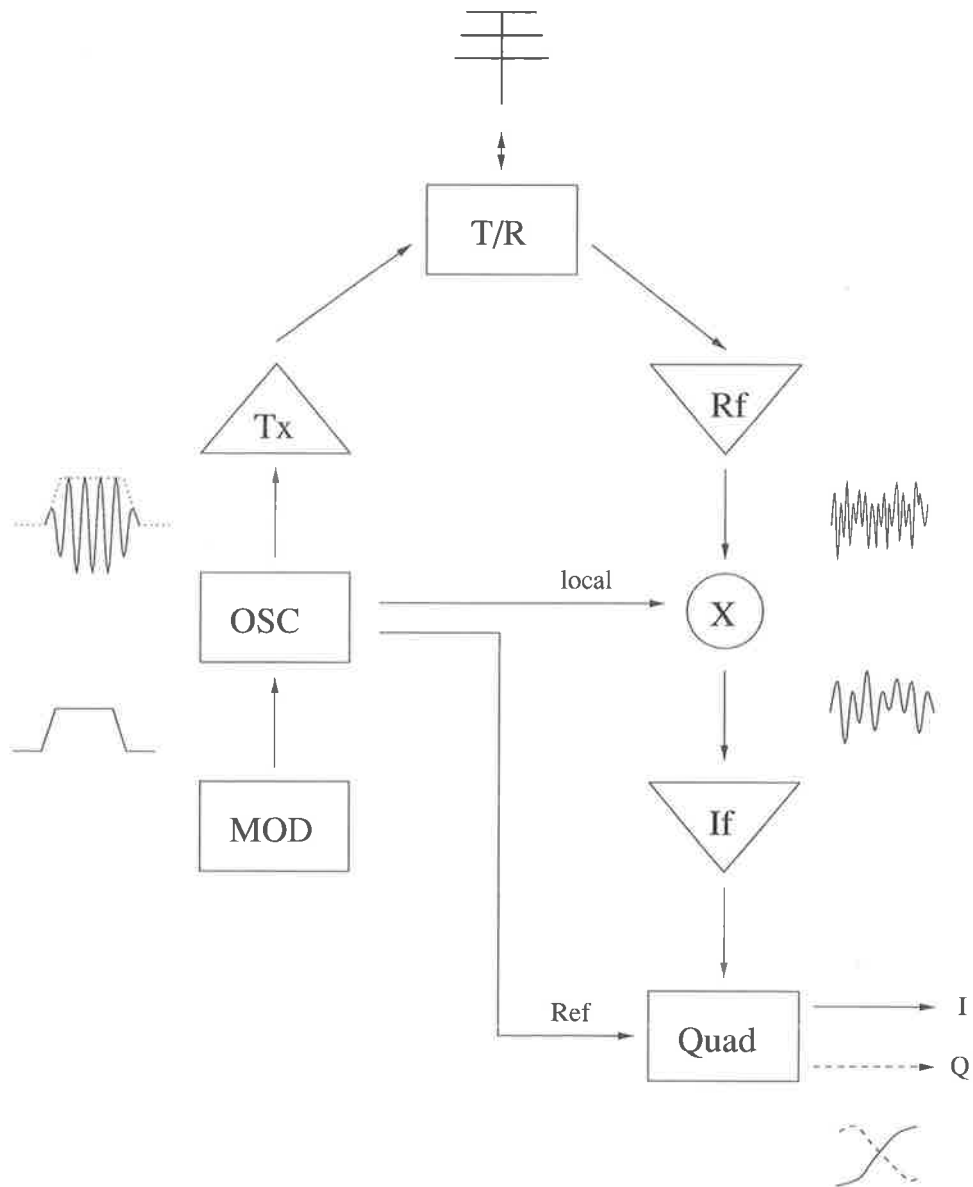 T/R
Tx
Rf
local
OSC
X
MOD
If
Ref
Quad
I
Q